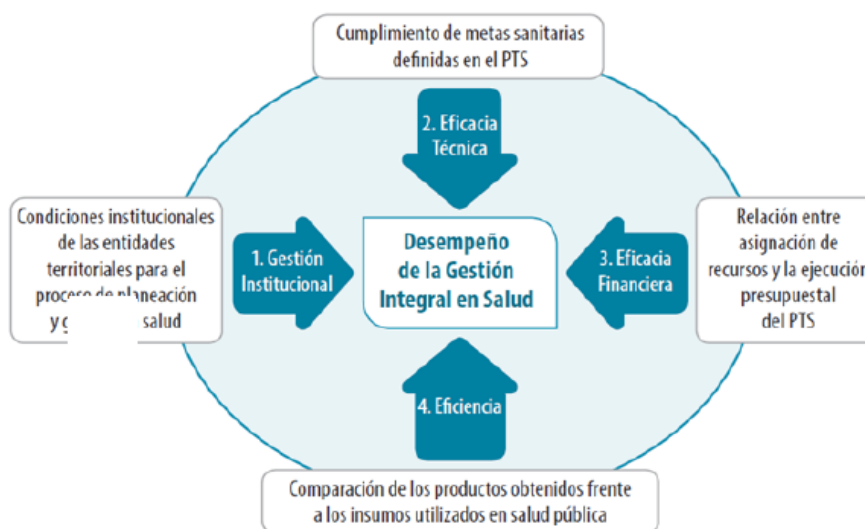 Cumplimiento de metas sanitarias
definidas en el PTS
2. Eficacia
Técnica
Condiciones institucionales
de las entidades
territoriales para el
proceso de planeación
y salud
1. Gestión
Institucional
Desempeño
de la Gestión
Integral en Salud
3. Eficacia
Financiera
Relación entre
asignación de
recursos y la ejecución
presupuestal
del PTS
4. Eficiencia
Comparación de los productos obtenidos frente
a los insumos utilizados en salud pública